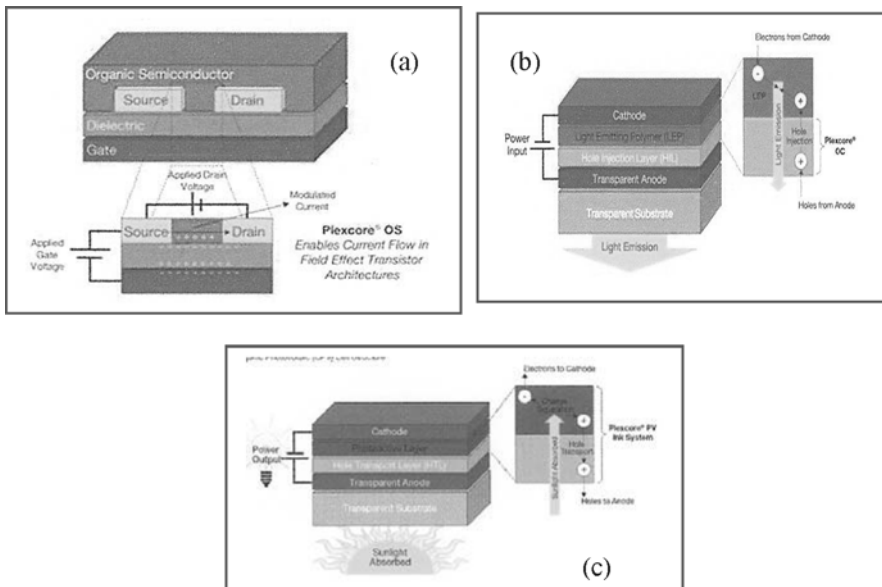 (a)
Organic Semiconductor
Source
Drain
Dielectric
Gate
Applied Drain
Voltage
Modulated
Current
Source
Drain
Applied
Gate
Voltage
Plexcore® OS
Enables Current Flow in
Field Effect Transistor
Architectures
(b)
Electrons from Cathode
Cathode
Light Emitting Polymer (LEP)
Hole Injection Layer (HIL)
Transparent Anode
Transparent Substrate
Power
Input
Light Emission
LEP
Light Emission
Hole
Injection
Plexcore®
OC
Holes from Anode
Electrons to Cathode
Cathode
Photoactive Layer
Hole Transport Layer (HTL)
Transparent Anode
Transparent Substrate
Power
Output
Sunlight
Absorbed
Charge
Separation
Hole
Transport
Sunlight Absorbed
Plexcore® PV
Ink System
Holes to Anode
(c)